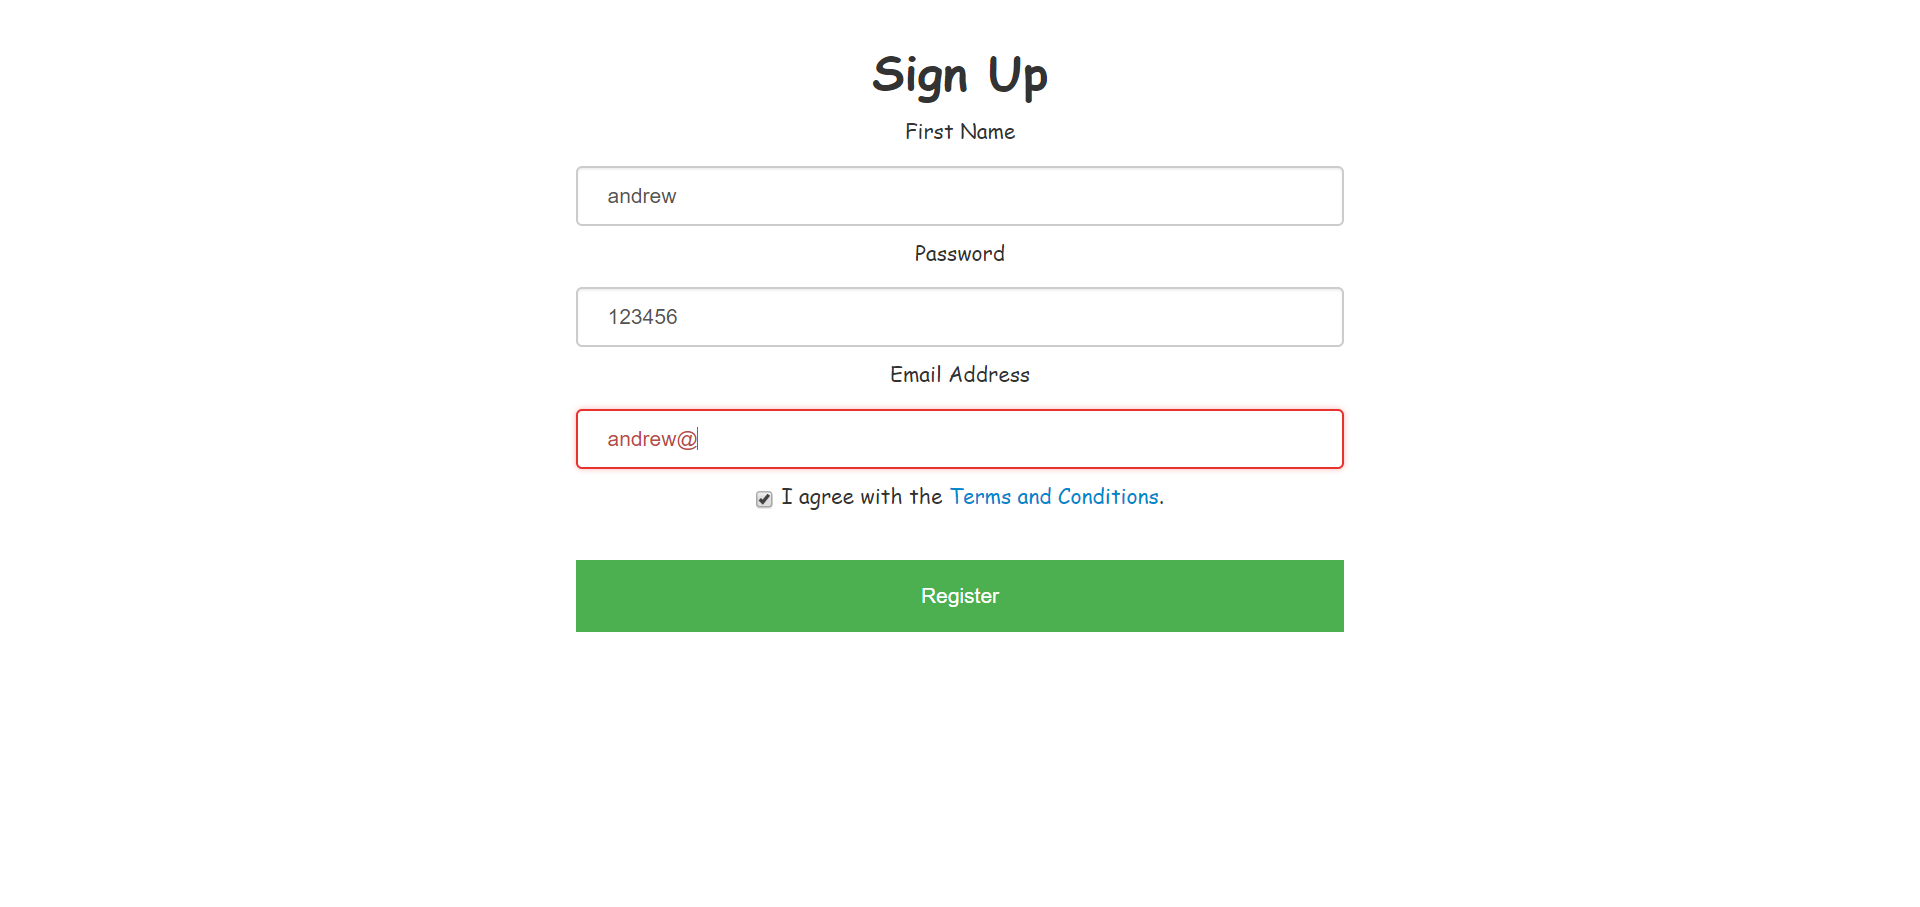 Sign Up
First Name
andrew
Password
123456
Email Address
andrew@
I agree with the Terms and Conditions.
Register